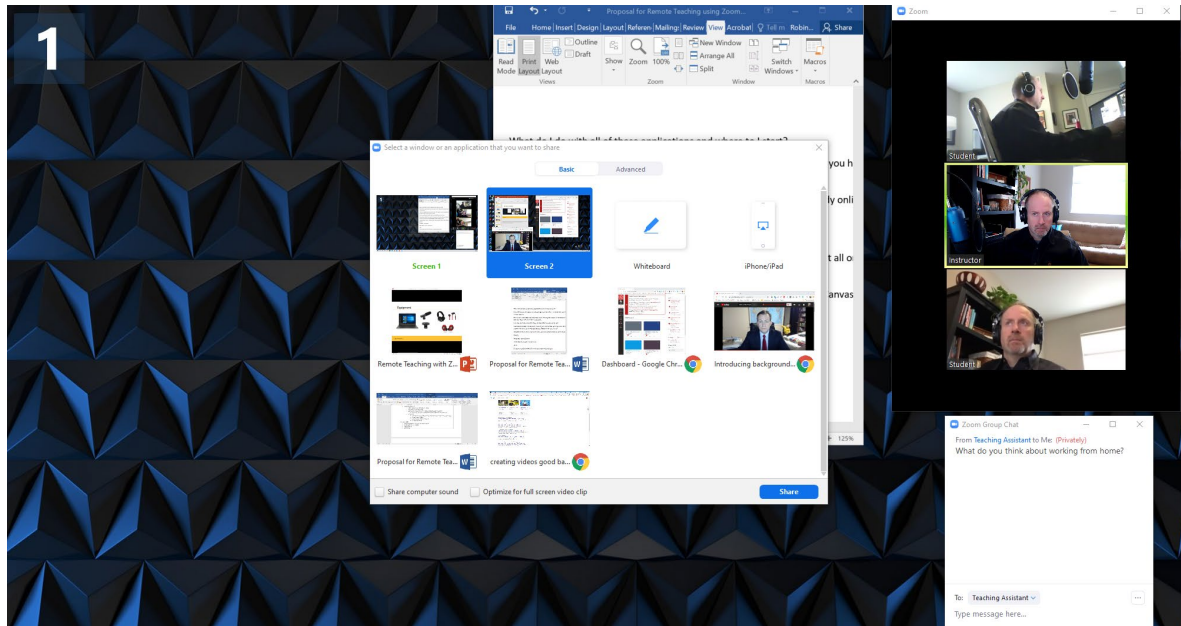 1
Proposal for Remote Teaching using Zoom...
File Home Insert Design Layout Referen Mailings Review View Acrobat Tell m Robin... Share
Read Mode
Print Layout
Web Layout
Outline
Draft
Views
Show
Zoom
100%
Zoom
New Window
Arrange All
Split
Switch Windows
Window
Macros
Macros
What do I do with all of these applications and where to I start?
you h
ly onli
t all o
anvas
125%
Select a window or an application that you want to share
Basic Advanced
Screen 1
Screen 2
Whiteboard
iPhone/iPad
Remote Teaching with Z...
Proposal for Remote Tea...
Dashboard - Google Chr...
Introducing background...
Proposal for Remote Tea...
creating videos good ba...
Share computer sound
Optimize for full screen video clip
Share
Zoom
Student
Instructor
Student
Zoom Group Chat
From Teaching Assistant to Me: (Privately)
What do you think about working from home?
To: Teaching Assistant
Type message here...